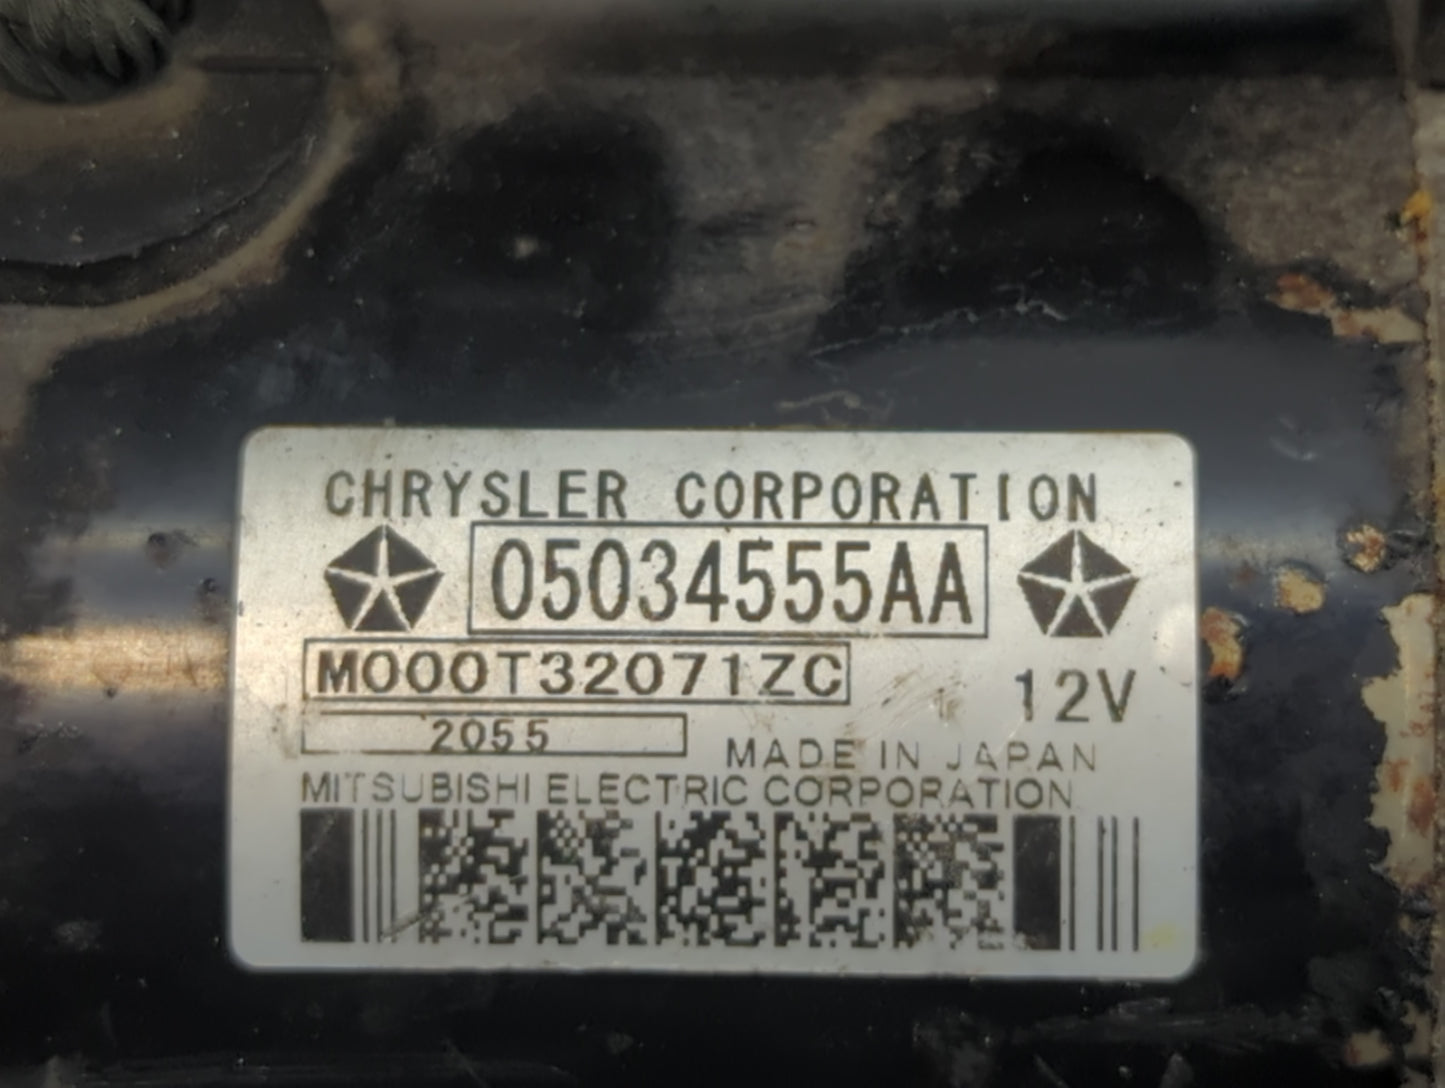 CHRYSLER CORPORATION
05034555AA
M000T32071ZC
12V
2055
MADE IN JAPAN
MITSUBISHI ELECTRIC CORPORATION